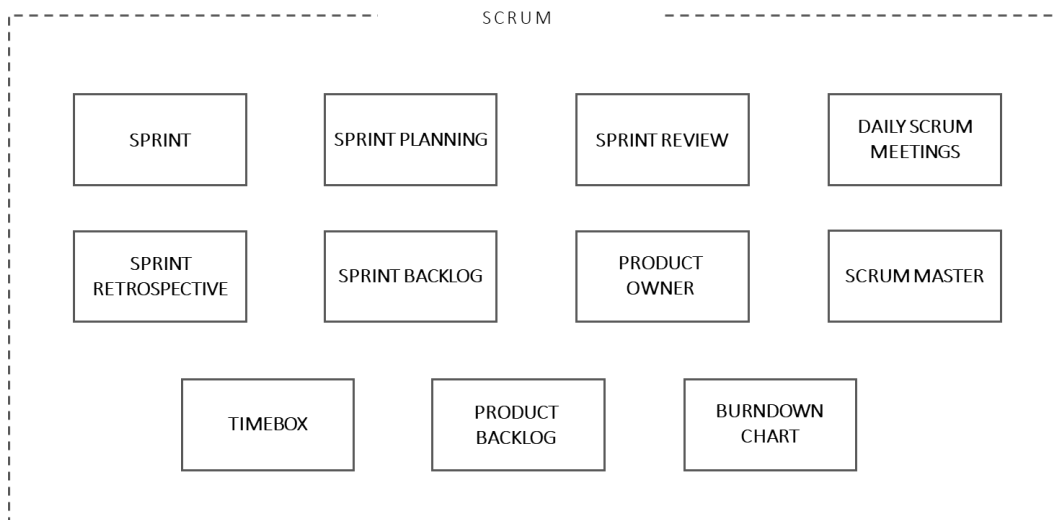 SCRUM
SPRINT
SPRINT PLANNING
SPRINT REVIEW
DAILY SCRUM
MEETINGS
SPRINT
RETROSPECTIVE
SPRINT BACKLOG
PRODUCT
OWNER
SCRUM MASTER
TIMEBOX
PRODUCT
BACKLOG
BURNDOWN
CHART